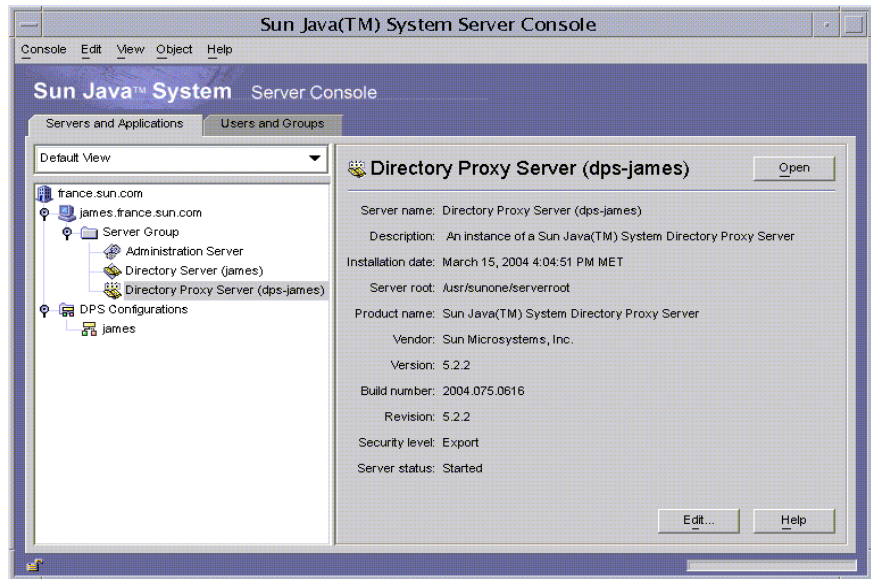 Sun Java(TM) System Server Console
Console Edit View Object Help
Sun Java™ System Server Console
Servers and Applications Users and Groups
Default View
france.sun.com
james.france.sun.com
Server Group
Administration Server
Directory Server (james)
Directory Proxy Server (dps-james)
DPS Configurations
james
Directory Proxy Server (dps-james) Open
Server name: Directory Proxy Server (dps-james)
Description: An instance of a Sun Java(TM) System Directory Proxy Server
Installation date: March 15, 2004 4:04:51 PM MET
Server root: /usr/sunone/serverroot
Product name: Sun Java(TM) System Directory Proxy Server
Vendor: Sun Microsystems, Inc.
Version: 5.2.2
Build number: 2004.075.0616
Revision: 5.2.2
Security level: Export
Server status: Started
Edit... Help